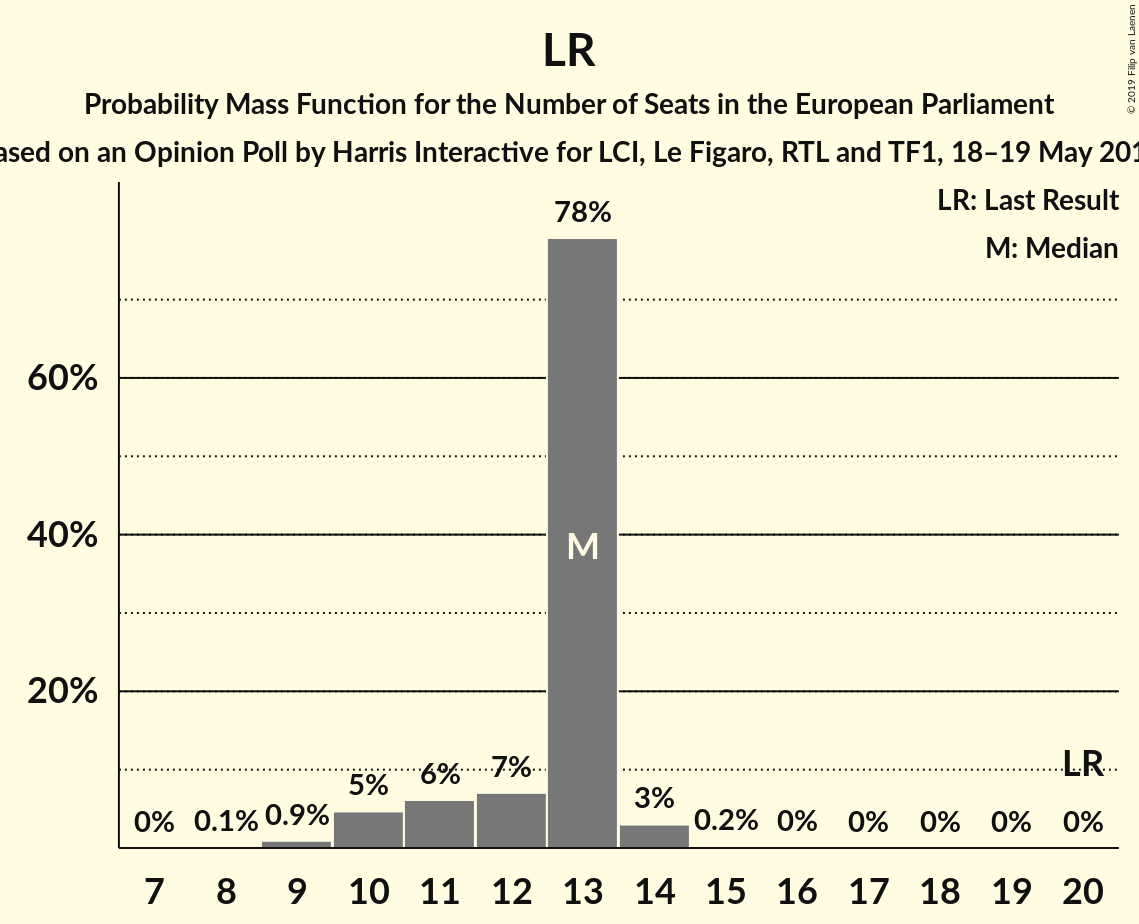 LR
Probability Mass Function for the Number of Seats in the European Parliament
ased on an Opinion Poll by Harris Interactive for LCI, Le Figaro, RTL and TF1, 18–19 May 201
© 2019 Filip van Laenen
LR: Last Result
M: Median
78%
60%
40%
20%
M
LR
0% 0.1% 0.9% 5% 6% 7% 3% 0.2% 0% 0% 0% 0% 0%
7 8 9 10 11 12 13 14 15 16 17 18 19 20